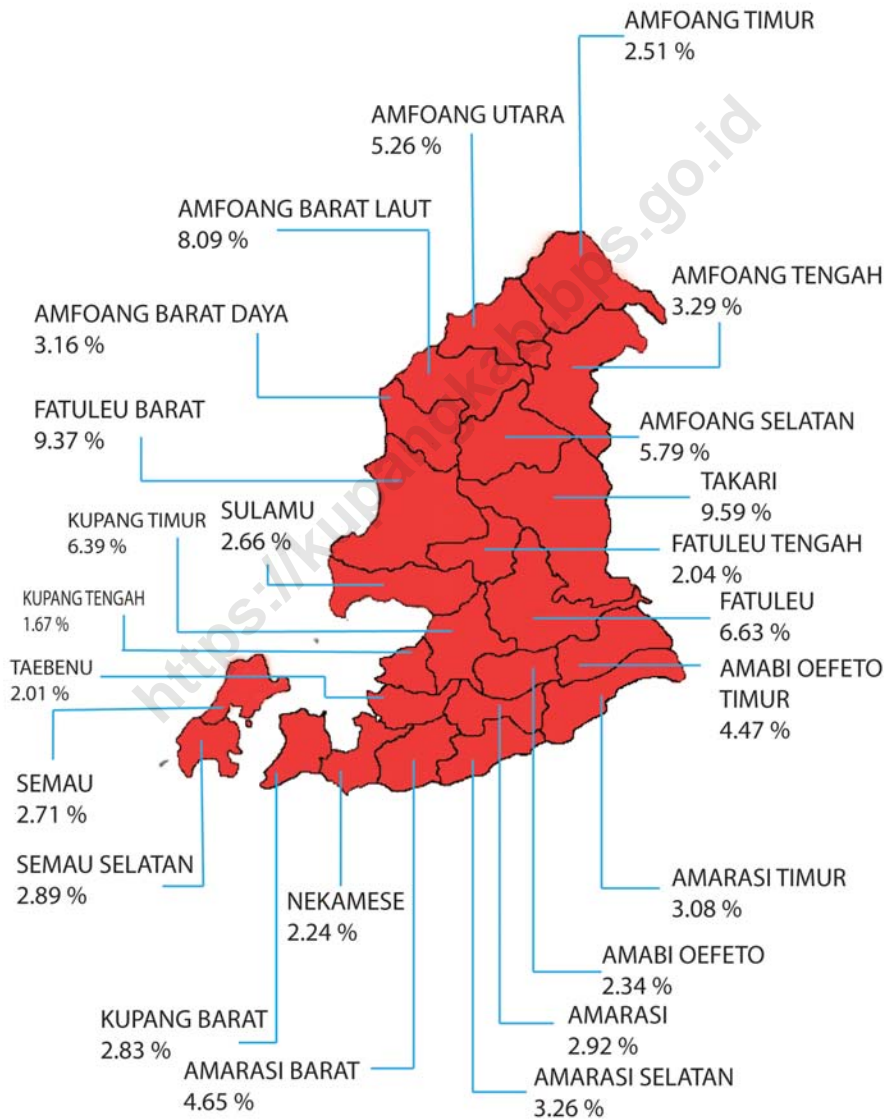 AMFOANG TIMUR
2.51 %
AMFOANG UTARA
5.26 %
AMFOANG BARAT LAUT
8.09 %
AMFOANG TENGAH
3.29 %
AMFOANG BARAT DAYA
3.16 %
FATULEU BARAT
9.37 %
AMFOANG SELATAN
5.79 %
TAKARI
9.59 %
SULAMU
2.66 %
KUPANG TIMUR
6.39 %
FATULEU TENGAH
2.04 %
KUPANG TENGAH
1.67 %
FATULEU
6.63 %
TAEBENU
2.01 %
AMABI OEFETO
TIMUR
4.47 %
SEMAU
2.71 %
SEMAU SELATAN
2.89 %
NEKAMESE
2.24 %
AMARASI TIMUR
3.08 %
AMABI OEFETO
2.34 %
KUPANG BARAT
2.83 %
AMARASI
2.92 %
AMARASI BARAT
4.65 %
AMARASI SELATAN
3.26 %
https://kupangkab.bps.go.id